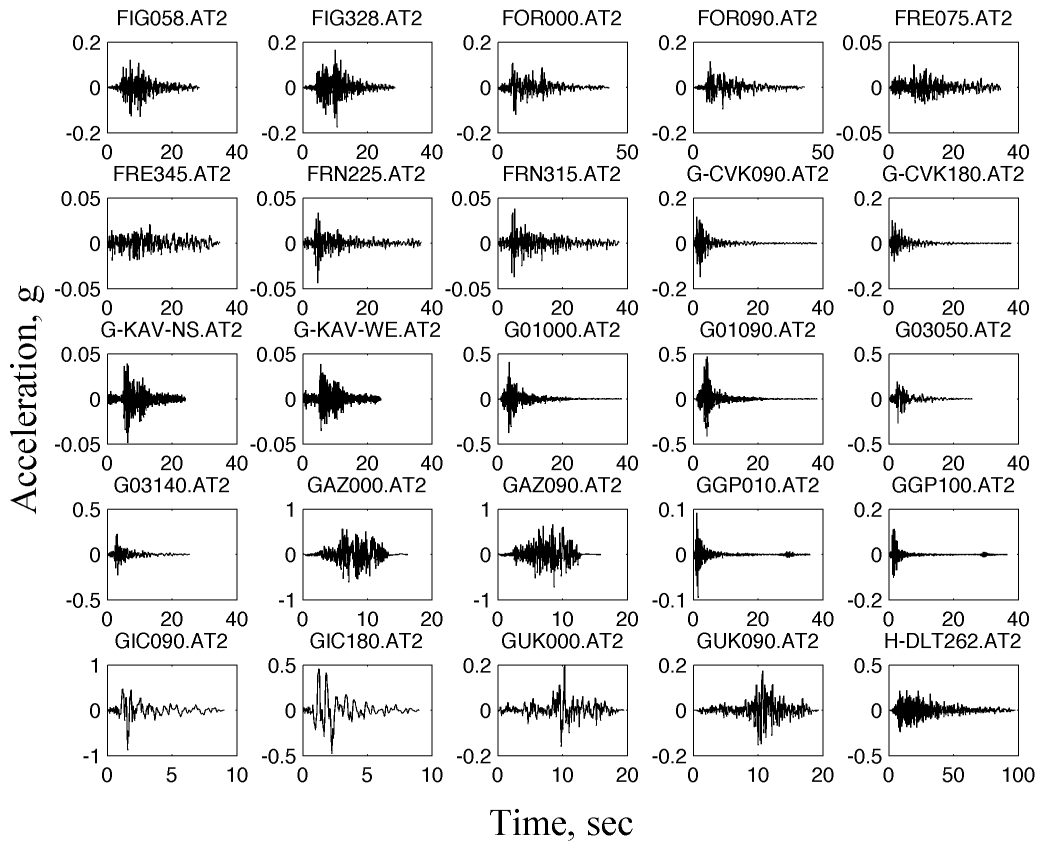 FIG058.AT2 FIG328.AT2 FOR000.AT2 FOR090.AT2 FRE075.AT2
0.2 0.2 0.2 0.2 0.05
0 0 0 0 0
-0.2 -0.2 -0.2 -0.2 -0.05
0 20 40 0 20 40 0 50 0 50 0 20 40
FRE345.AT2 FRN225.AT2 FRN315.AT2 G-CVK090.AT2 G-CVK180.AT2
0.05 0.05 0.05 0.2 0.2
0 0 0 0 0
-0.05 -0.05 -0.05 -0.2 -0.2
0 20 40 0 20 40 0 20 40 0 20 40 0 20 40
G-KAV-NS.AT2 G-KAV-WE.AT2 G01000.AT2 G01090.AT2 G03050.AT2
0.05 0.05 0.5 0.5 0.5
0 0 0 0 0
-0.05 -0.05 -0.5 -0.5 -0.5
0 20 40 0 20 40 0 20 40 0 20 40 0 20 40
G03140.AT2 GAZ000.AT2 GAZ090.AT2 GGP010.AT2 GGP100.AT2
0.5 1 1 0.1 0.2
0 0 0 0 0
-0.5 -1 -1 -0.1 -0.2
0 20 40 0 10 20 0 10 20 0 20 40 0 20 40
GIC090.AT2 GIC180.AT2 GUK000.AT2 GUK090.AT2 H-DLT262.AT2
1 0.5 0.2 0.2 0.5
0 0 0 0 0
-1 -0.5 -0.2 -0.2 -0.5
0 5 10 0 5 10 0 10 20 0 10 20 0 50 100
Acceleration, g
Time, sec